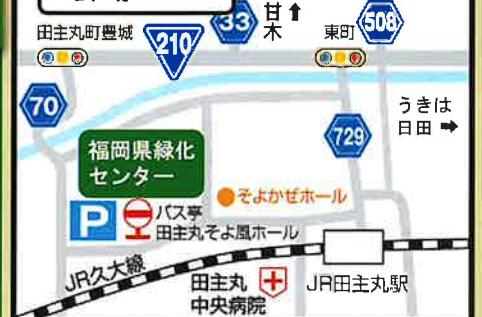 33
甘木
508
田主丸町豊城
210
東町
70
うきは
日田
729
福岡県緑化
センター
そよかぜホール
P
バス亭
田主丸そよ風ホール
JR久大線
田主丸
中央病院
JR田主丸駅